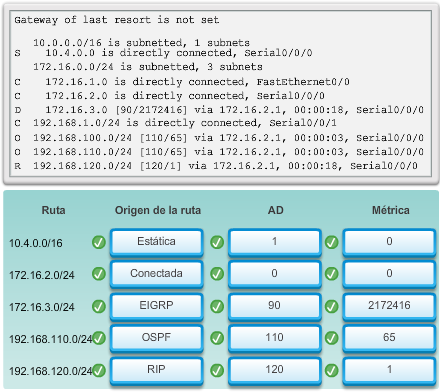 Gateway of last resort is not set
10.0.0.0/16 is subnetted, 1 subnets
S 10.4.0.0 is directly connected, Serial0/0/0
172.16.0.0/24 is subnetted, 3 subnets
C 172.16.1.0 is directly connected, FastEthernet0/0
C 172.16.2.0 is directly connected, Serial0/0/0
D 172.16.3.0 [90/2172416] via 172.16.2.1, 00:00:18, Serial0/0/0
C 192.168.1.0/24 is directly connected, Serial0/0/1
O 192.168.100.0/24 [110/65] via 172.16.2.1, 00:00:03, Serial0/0/0
O 192.168.110.0/24 [110/65] via 172.16.2.1, 00:00:03, Serial0/0/0
R 192.168.120.0/24 [120/1] via 172.16.2.1, 00:00:18, Serial0/0/0
Ruta Origen de la ruta AD Métrica
10.4.0.0/16 Estática 1 0
172.16.2.0/24 Conectada 0 0
172.16.3.0/24 EIGRP 90 2172416
192.168.110.0/24 OSPF 110 65
192.168.120.0/24 RIP 120 1